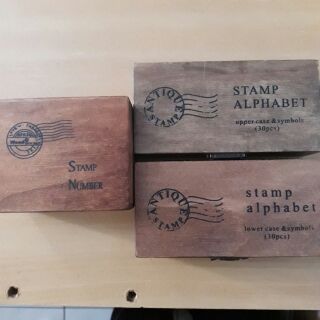 STAMP
NUMBER
ANTIQUE
STAMP
STAMP
ALPHABET
upper case & symbols
(30pcs)
ANTIQUE
STAMP
stamp
alphabet
lower case & symbols
(30pcs)